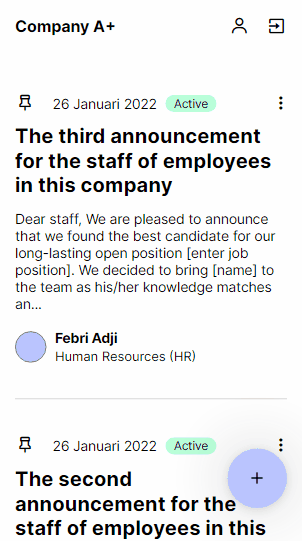 Company A+
26 Januari 2022 Active
The third announcement
for the staff of employees
in this company
Dear staff, We are pleased to announce
that we found the best candidate for our
long-lasting open position [enter job
position]. We decided to bring [name] to
the team as his/her knowledge matches
an...
Febri Adji
Human Resources (HR)
26 Januari 2022 Active
The second
announcement for the
staff of employees in this